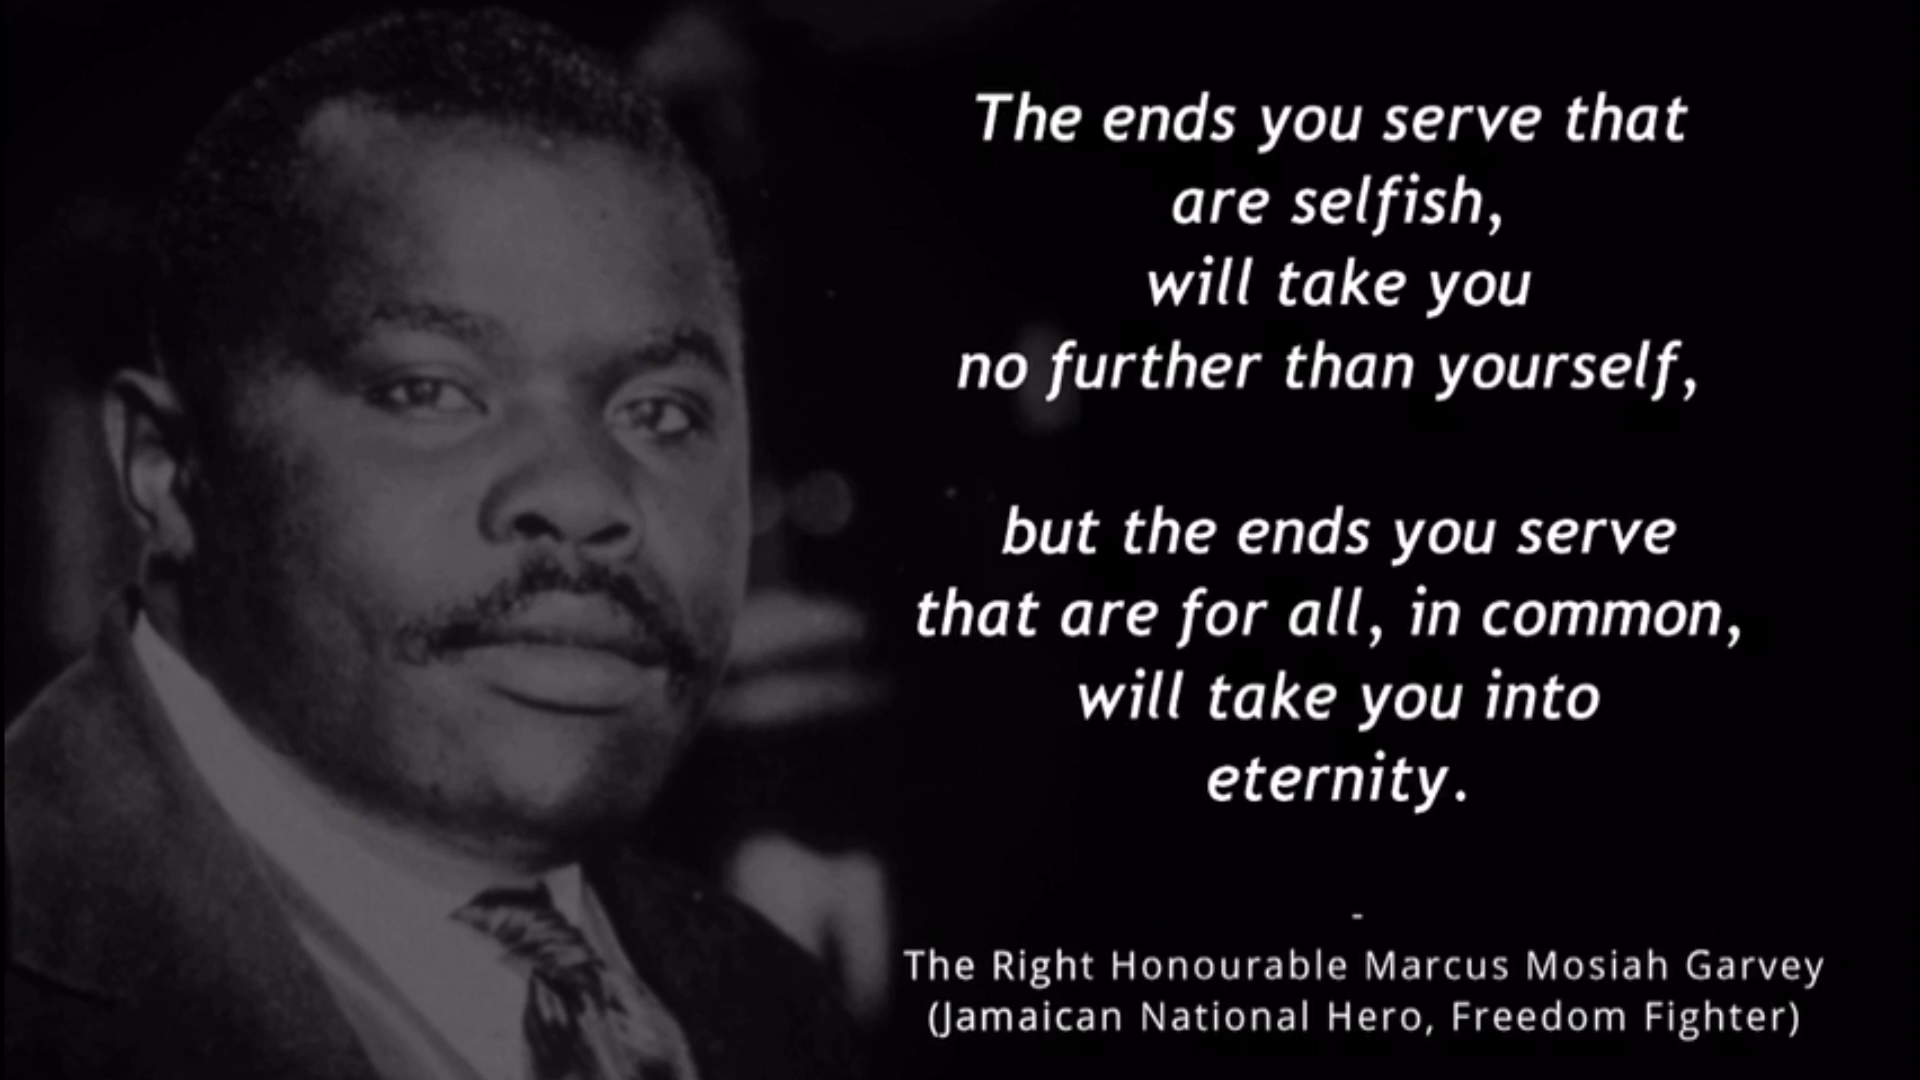 The ends you serve that
are selfish,
will take you
no further than yourself,
but the ends you serve
that are for all, in common,
will take you into
eternity.
-
The Right Honourable Marcus Mosiah Garvey
(Jamaican National Hero, Freedom Fighter)